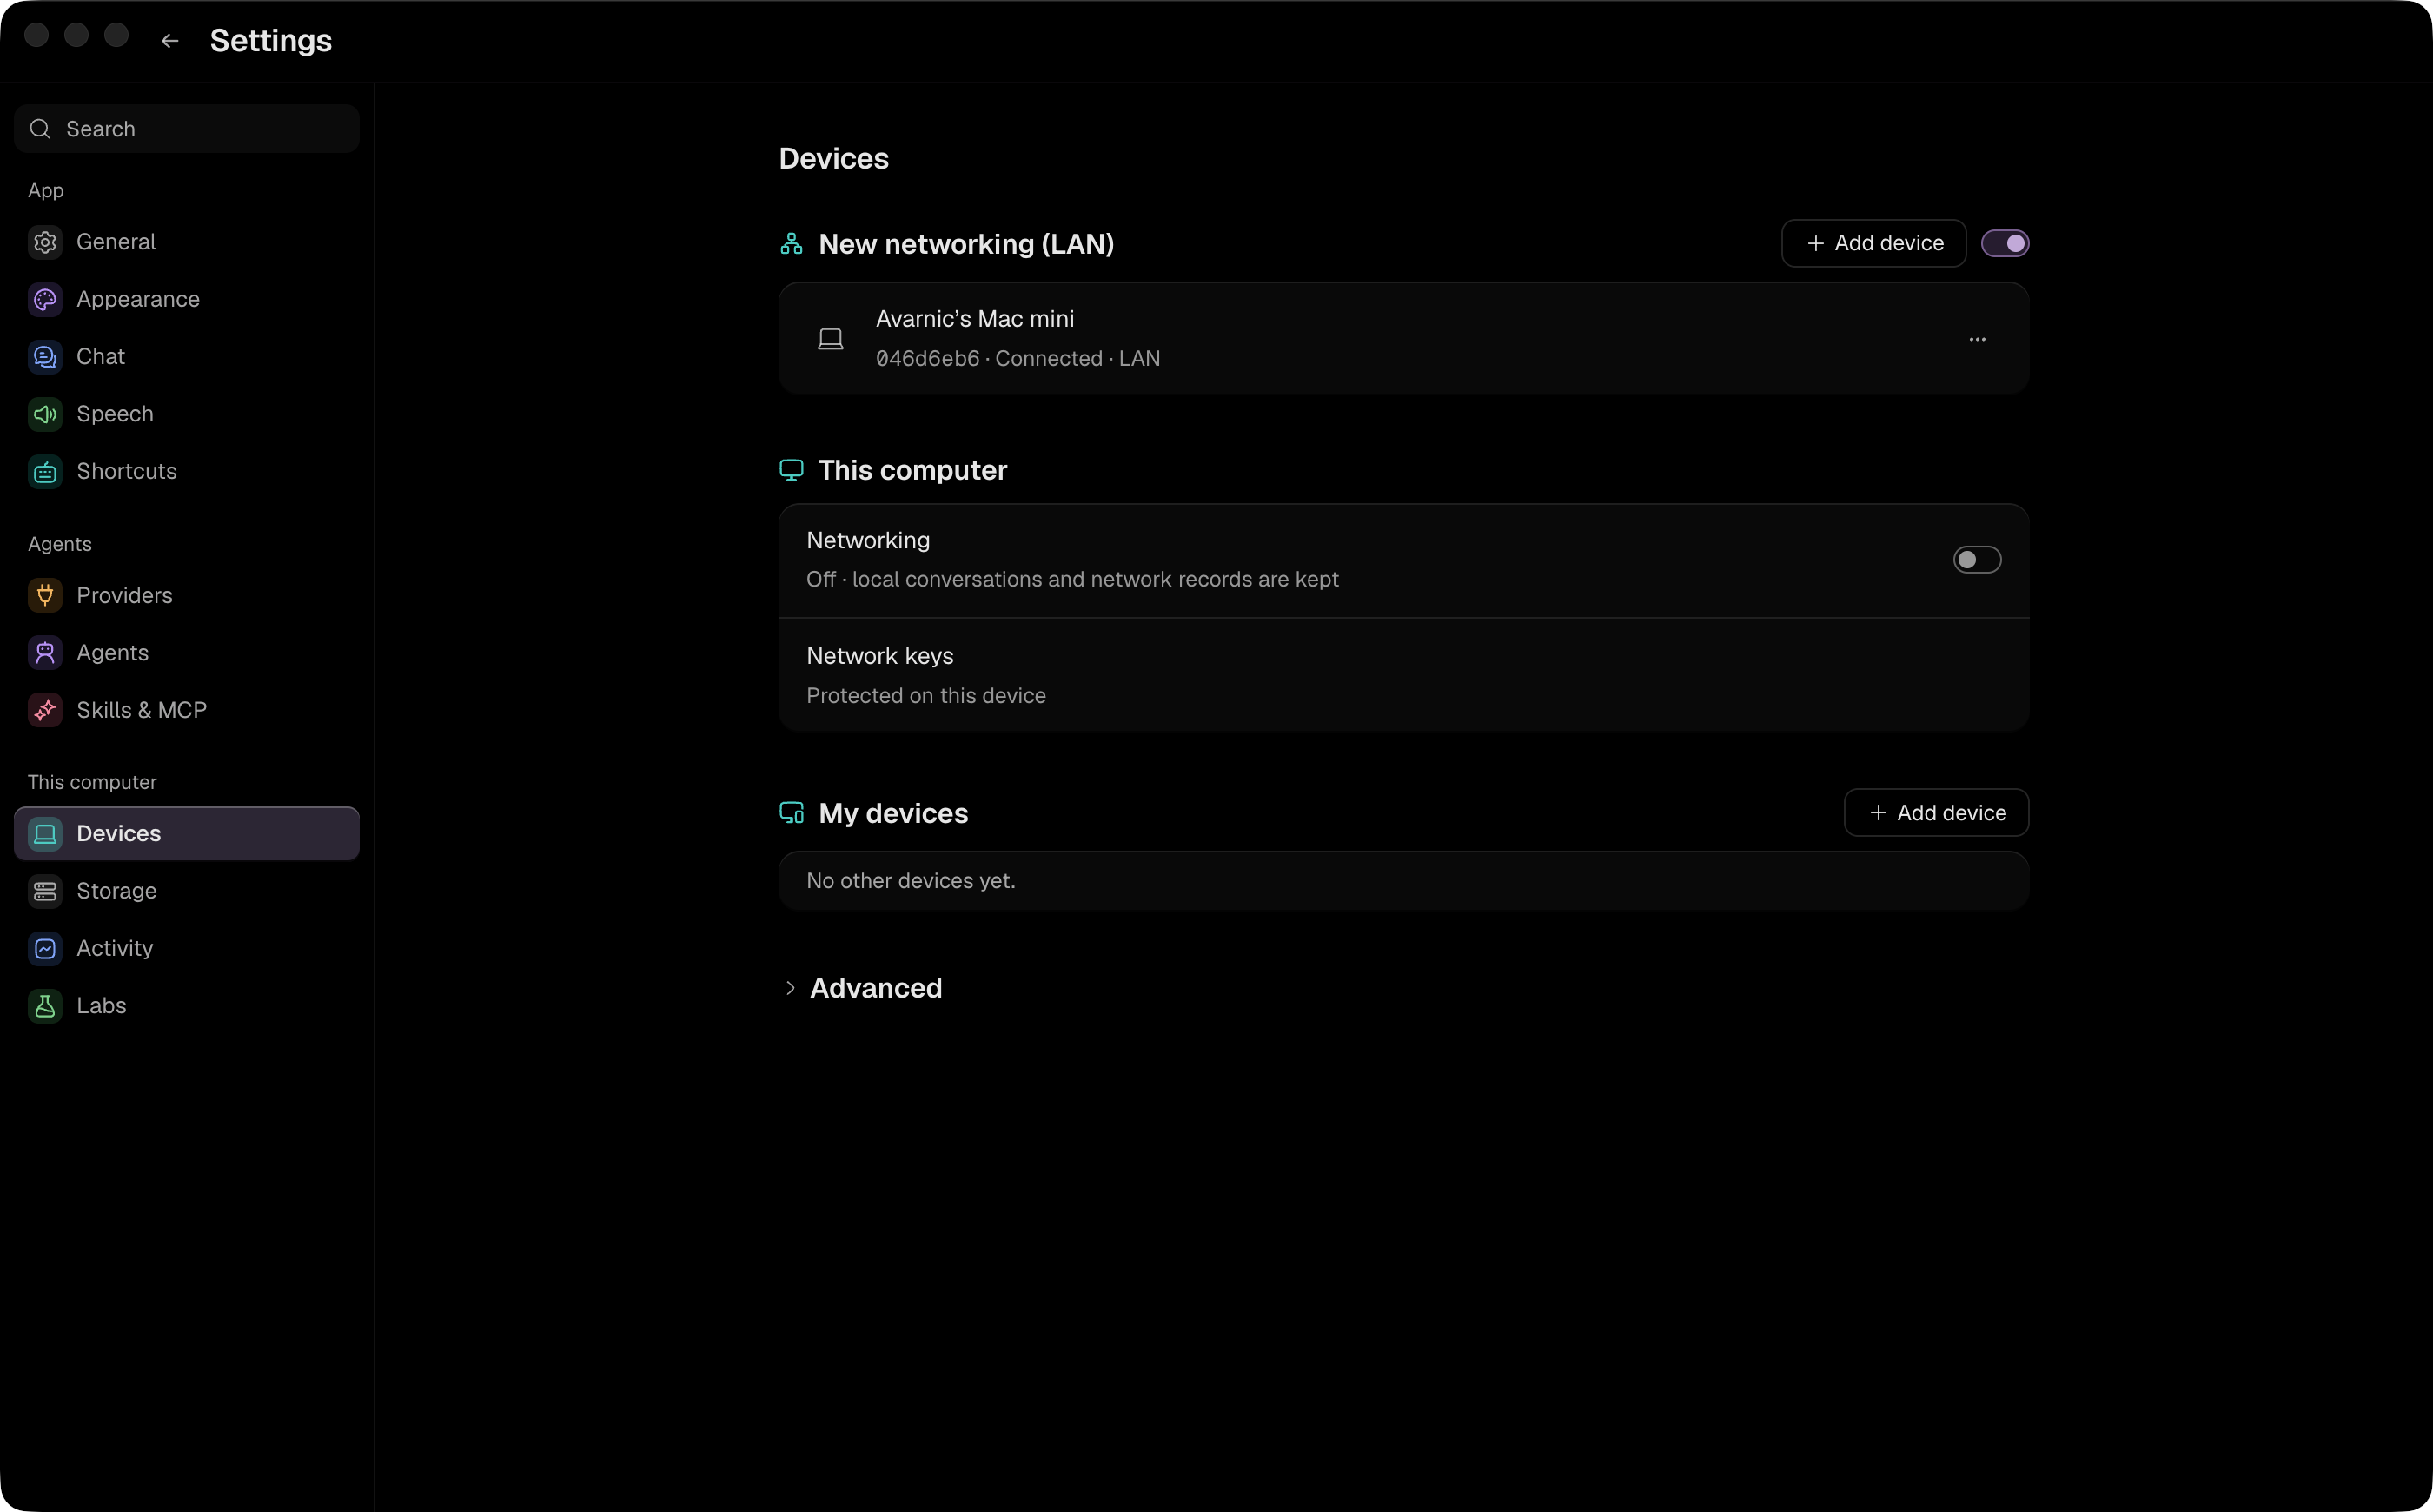 Settings
Search
App
General
Appearance
Chat
Speech
Shortcuts
Agents
Providers
Agents
Skills & MCP
This computer
Devices
Storage
Activity
Labs
Devices
New networking (LAN)
Add device
Avarnic’s Mac mini
046d6eb6 · Connected · LAN
This computer
Networking
Off · local conversations and network records are kept
Network keys
Protected on this device
My devices
Add device
No other devices yet.
Advanced